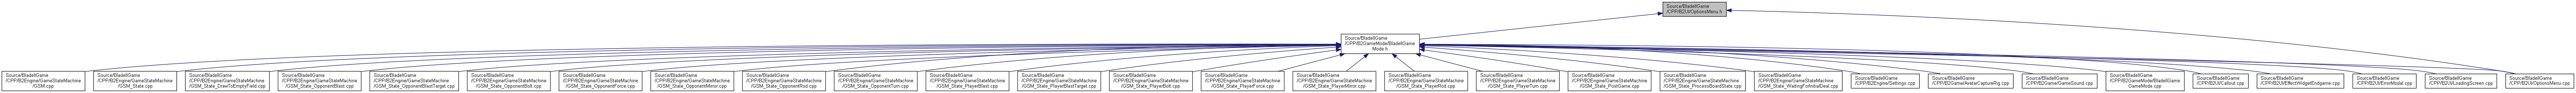 Source/BladeIIGame
/CPP/B2UI/OptionsMenu.h
Source/BladeIIGame
/CPP/B2GameMode/BladeIIGame
Mode.h
Source/BladeIIGame
/CPP/B2Engine/GameStateMachine
/GSM.cpp
Source/BladeIIGame
/CPP/B2Engine/GameStateMachine
/GSM_State.cpp
Source/BladeIIGame
/CPP/B2Engine/GameStateMachine
/GSM_State_DrawToEmptyField.cpp
Source/BladeIIGame
/CPP/B2Engine/GameStateMachine
/GSM_State_OpponentBlast.cpp
Source/BladeIIGame
/CPP/B2Engine/GameStateMachine
/GSM_State_OpponentBlastTarget.cpp
Source/BladeIIGame
/CPP/B2Engine/GameStateMachine
/GSM_State_OpponentBolt.cpp
Source/BladeIIGame
/CPP/B2Engine/GameStateMachine
/GSM_State_OpponentForce.cpp
Source/BladeIIGame
/CPP/B2Engine/GameStateMachine
/GSM_State_OpponentMirror.cpp
Source/BladeIIGame
/CPP/B2Engine/GameStateMachine
/GSM_State_OpponentRod.cpp
Source/BladeIIGame
/CPP/B2Engine/GameStateMachine
/GSM_State_OpponentTurn.cpp
Source/BladeIIGame
/CPP/B2Engine/GameStateMachine
/GSM_State_PlayerBlast.cpp
Source/BladeIIGame
/CPP/B2Engine/GameStateMachine
/GSM_State_PlayerBlastTarget.cpp
Source/BladeIIGame
/CPP/B2Engine/GameStateMachine
/GSM_State_PlayerBolt.cpp
Source/BladeIIGame
/CPP/B2Engine/GameStateMachine
/GSM_State_PlayerForce.cpp
Source/BladeIIGame
/CPP/B2Engine/GameStateMachine
/GSM_State_PlayerMirror.cpp
Source/BladeIIGame
/CPP/B2Engine/GameStateMachine
/GSM_State_PlayerRod.cpp
Source/BladeIIGame
/CPP/B2Engine/GameStateMachine
/GSM_State_PlayerTurn.cpp
Source/BladeIIGame
/CPP/B2Engine/GameStateMachine
/GSM_State_PostGame.cpp
Source/BladeIIGame
/CPP/B2Engine/GameStateMachine
/GSM_State_ProcessBoardState.cpp
Source/BladeIIGame
/CPP/B2Engine/GameStateMachine
/GSM_State_WaitingForInitialDeal.cpp
Source/BladeIIGame
/CPP/B2Engine/Settings.cpp
Source/BladeIIGame
/CPP/B2Game/AvatarCaptureRig.cpp
Source/BladeIIGame
/CPP/B2Game/GameSound.cpp
Source/BladeIIGame
/CPP/B2GameMode/BladeIIGame
GameMode.cpp
Source/BladeIIGame
/CPP/B2UI/Callout.cpp
Source/BladeIIGame
/CPP/B2UI/EffectWidgetEndgame.cpp
Source/BladeIIGame
/CPP/B2UI/ErrorModal.cpp
Source/BladeIIGame
/CPP/B2UI/LoadingScreen.cpp
Source/BladeIIGame
/CPP/B2UI/OptionsMenu.cpp